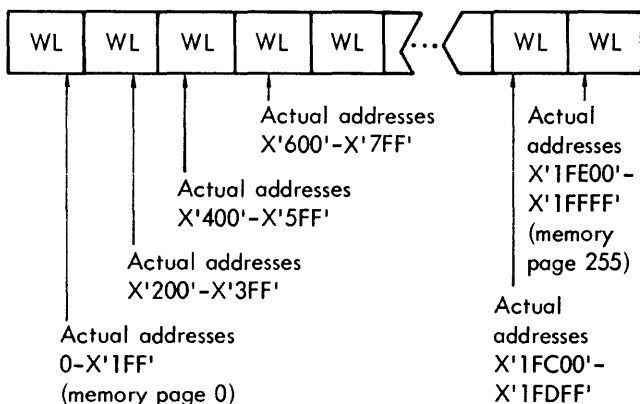 WL WL WL WL WL ... WL WL
Actual addresses
X'600'-X'7FF'
Actual addresses
X'400'-X'5FF'
Actual addresses
X'200'-X'3FF'
Actual addresses
0-X'1FF'
(memory page 0)
Actual
addresses
X'1FE00'-
X'1FFFF'
(memory
page 255)
Actual
addresses
X'1FC00'-
X'1FDFF'